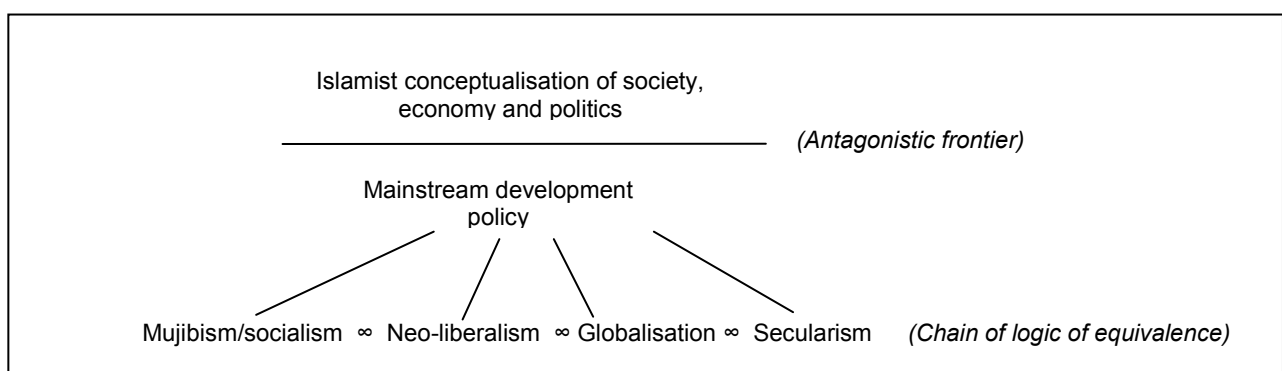 Islamist conceptualisation of society,
economy and politics
(Antagonistic frontier)
Mainstream development
policy
Mujibism/socialism ∞ Neo-liberalism ∞ Globalisation ∞ Secularism (Chain of logic of equivalence)